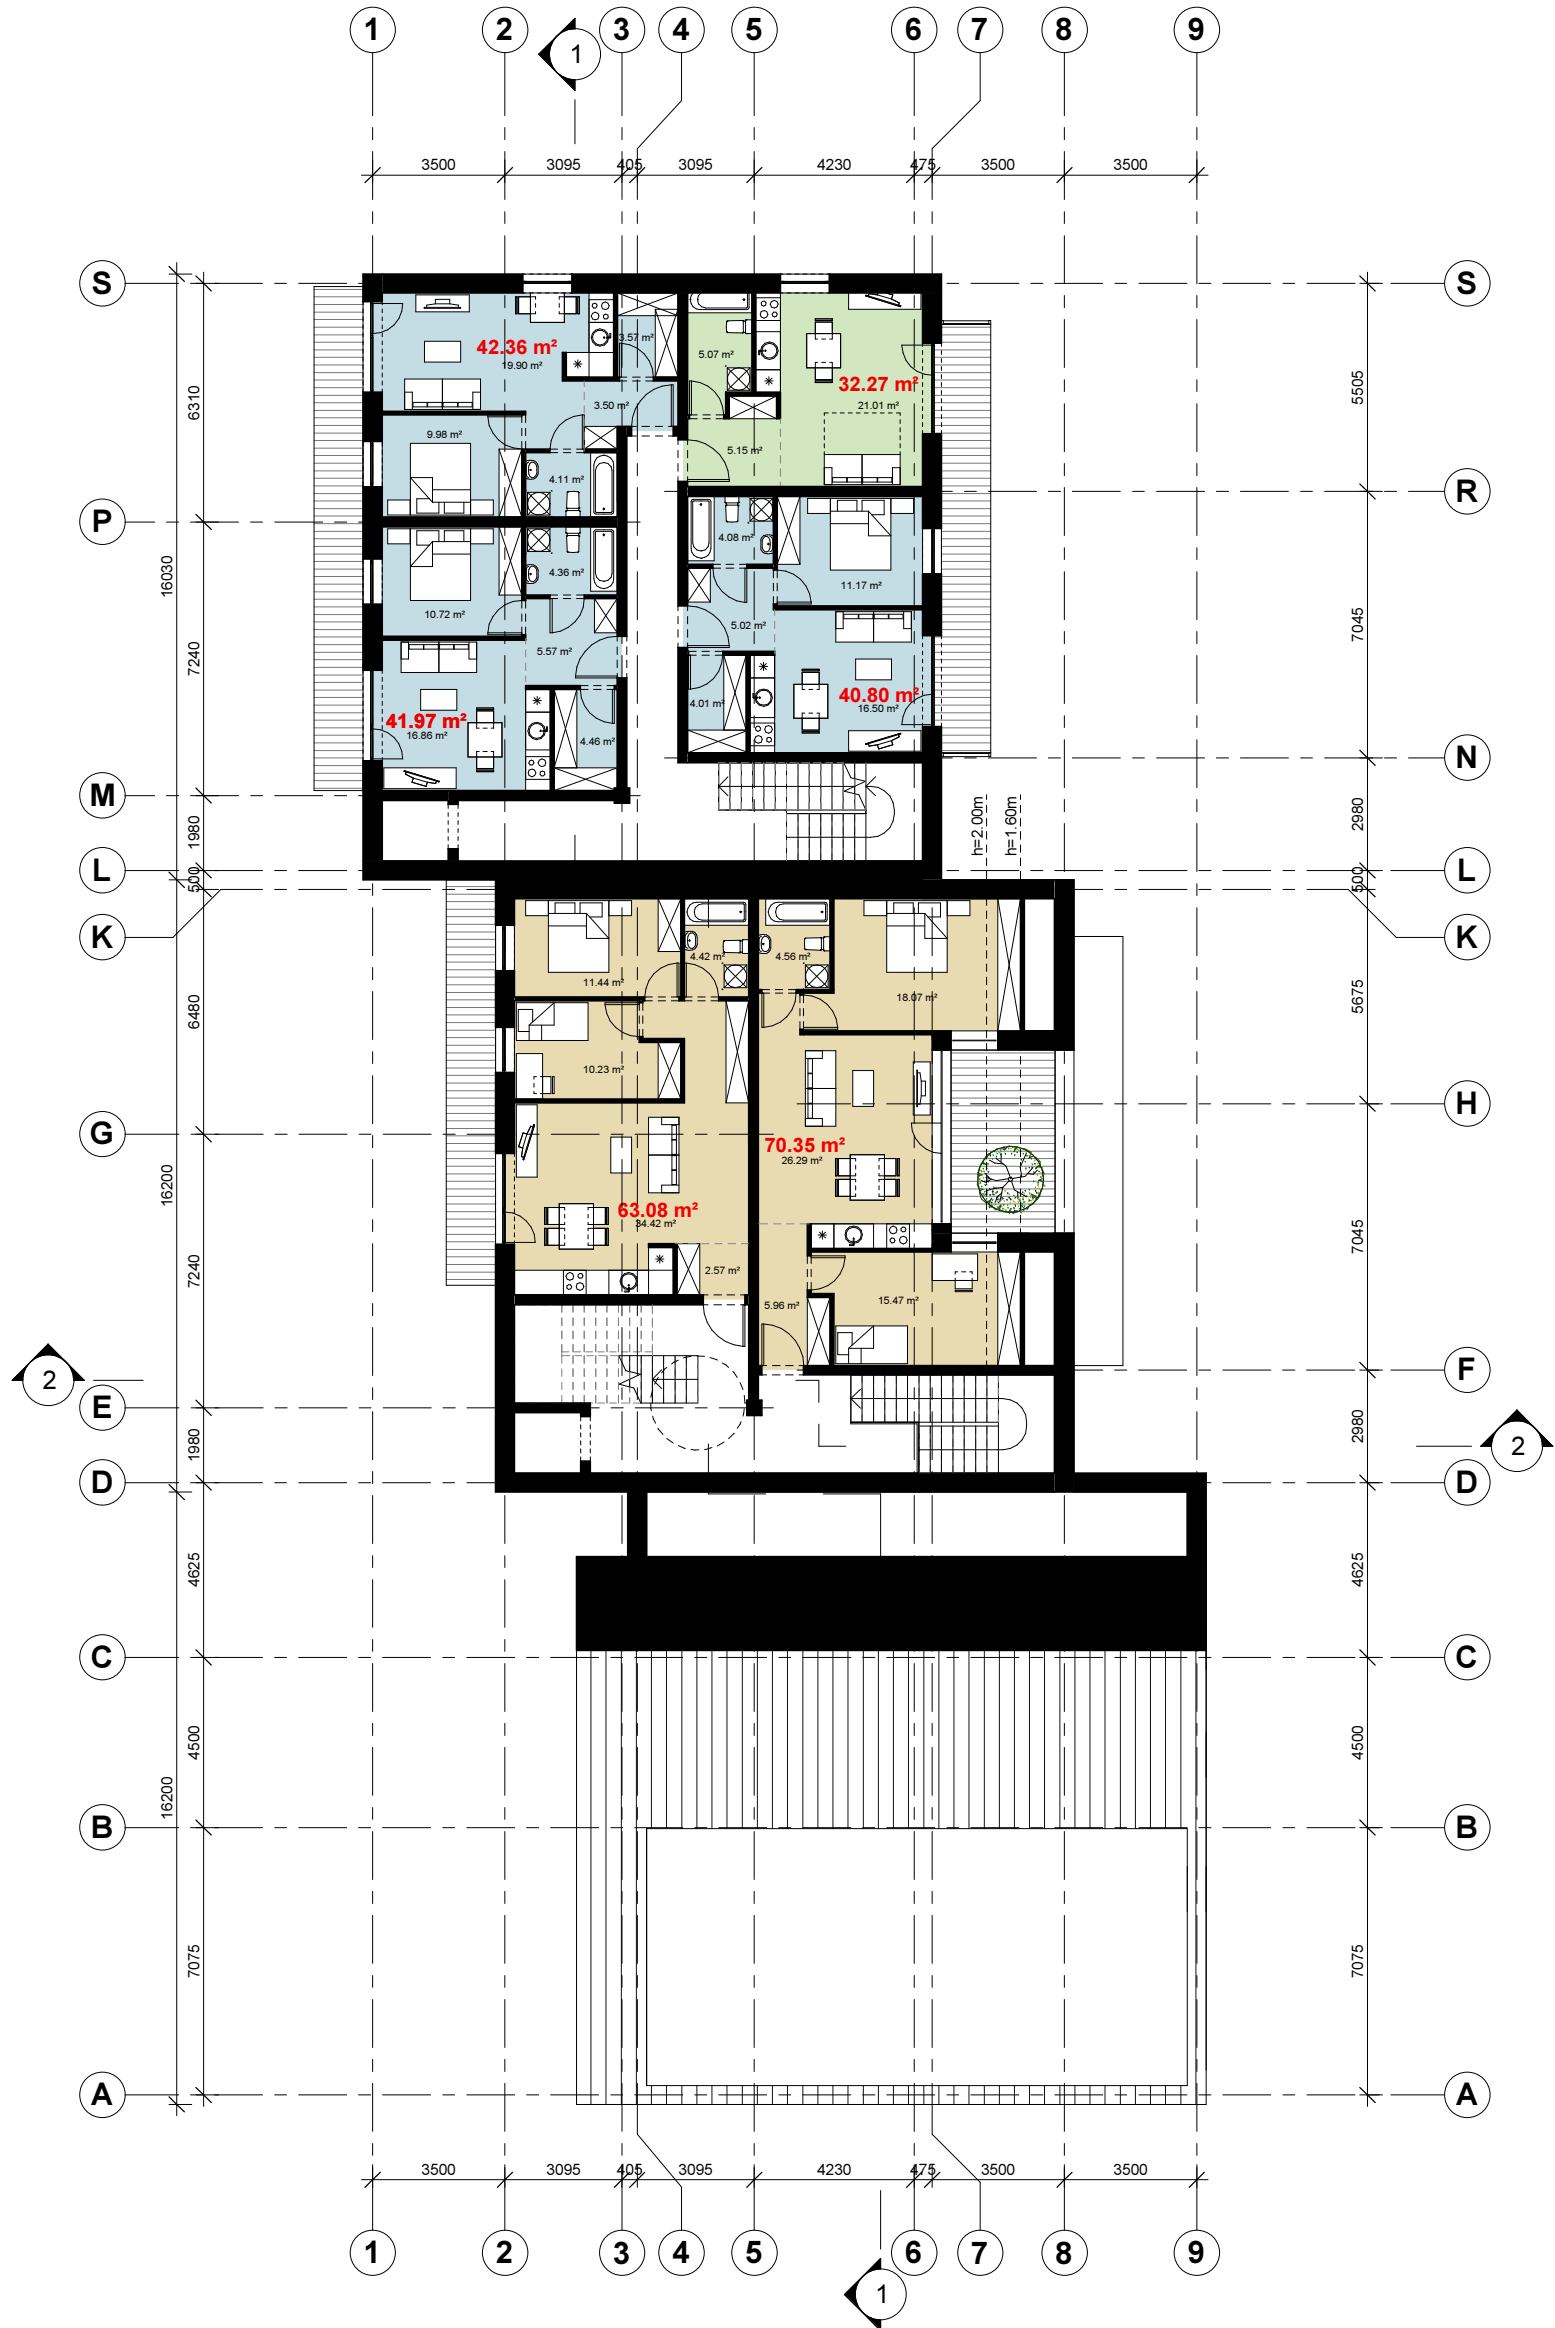 1 2 3 4 5 6 7 8 9
1
3500 3095 405 3095 4230 475 3500 3500
S S
42.36 m²
19.90 m²
3.57 m²
5.07 m²
32.27 m²
21.01 m²
6310
5505
3.50 m²
9.98 m²
5.15 m²
4.11 m²
R
P
4.08 m²
16030
4.36 m²
11.17 m²
10.72 m²
5.02 m²
7045
5.57 m²
7240
40.80 m²
16.50 m²
4.01 m²
41.97 m²
16.86 m²
4.46 m²
N
M
h=2.00m
h=1.60m
1980
2980
L L
500 500
K K
4.42 m²
4.56 m²
11.44 m²
18.07 m²
6480
5675
10.23 m²
H
G
70.35 m²
26.29 m²
16200
63.08 m²
34.42 m²
7045
7240
2.57 m²
5.96 m²
15.47 m²
F
2
E
1980
2980
2
D D
4625 4625
C C
4500 4500
16200
B B
7075 7075
A A
3500 3095 405 3095 4230 475 3500 3500
1 2 3 4 5 6 7 8 9
1